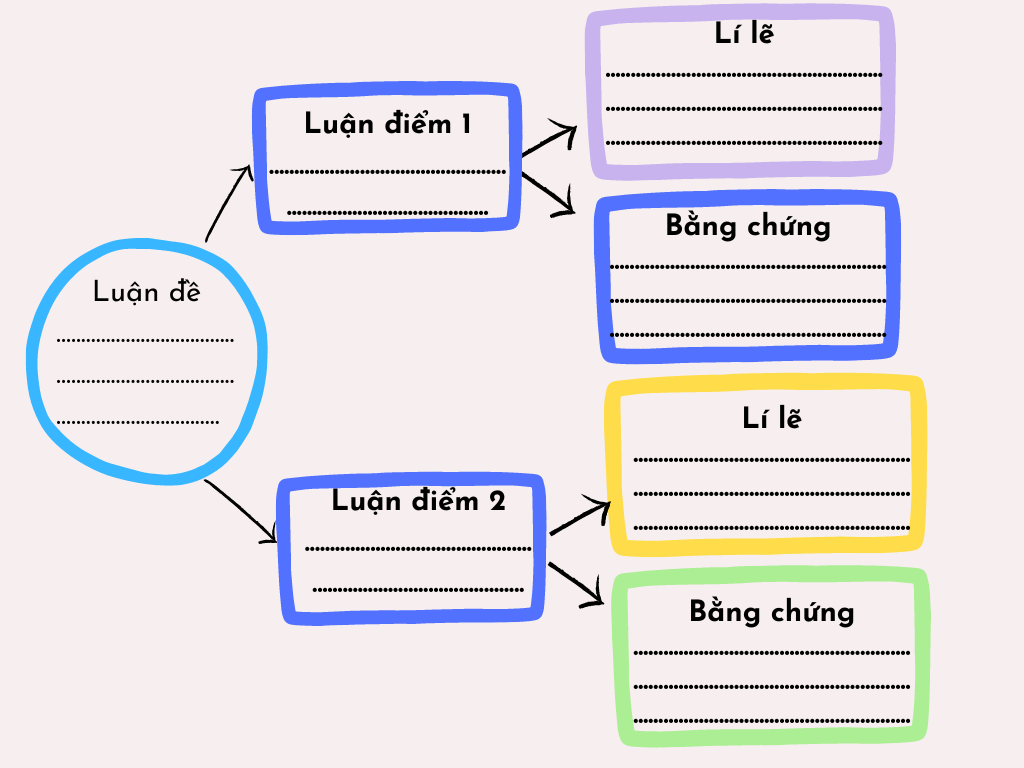 Luận đề
Luận điểm 1
Lí lẽ
Bằng chứng
Luận điểm 2
Lí lẽ
Bằng chứng